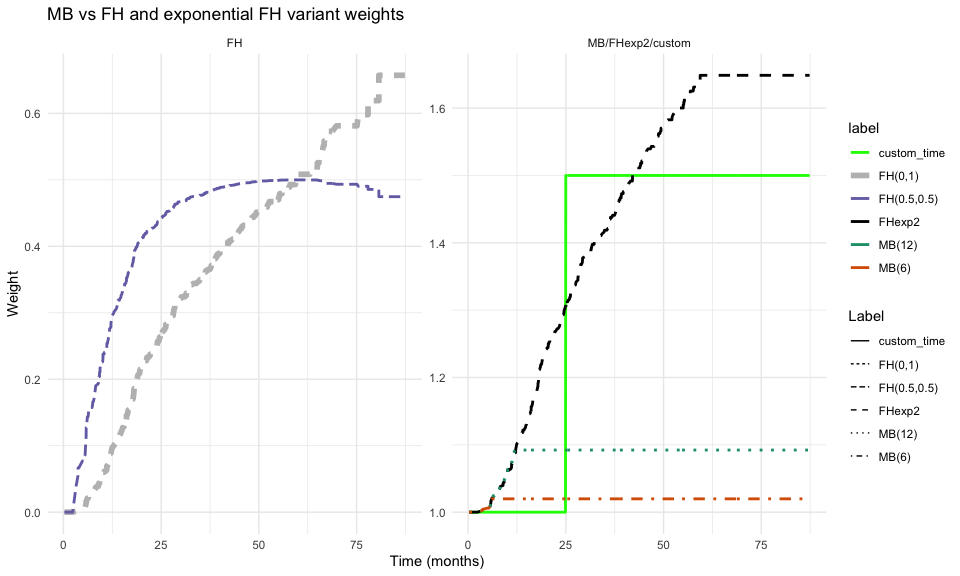 MB vs FH and exponential FH variant weights
FH
MB/FHexp2/custom
Weight
0.6
0.4
0.2
0.0
1.6
1.4
1.2
1.0
0
25
50
75
0
25
50
75
Time (months)
label
custom_time
FH(0,1)
FH(0.5,0.5)
FHexp2
MB(12)
MB(6)
Label
custom_time
FH(0,1)
FH(0.5,0.5)
FHexp2
MB(12)
MB(6)